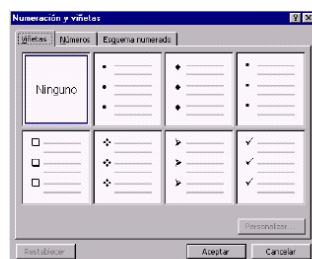 Numeración y viñetas
Viñetas Números Esquema numerado
Ninguno
Personalizar...
Restablecer Aceptar Cancelar